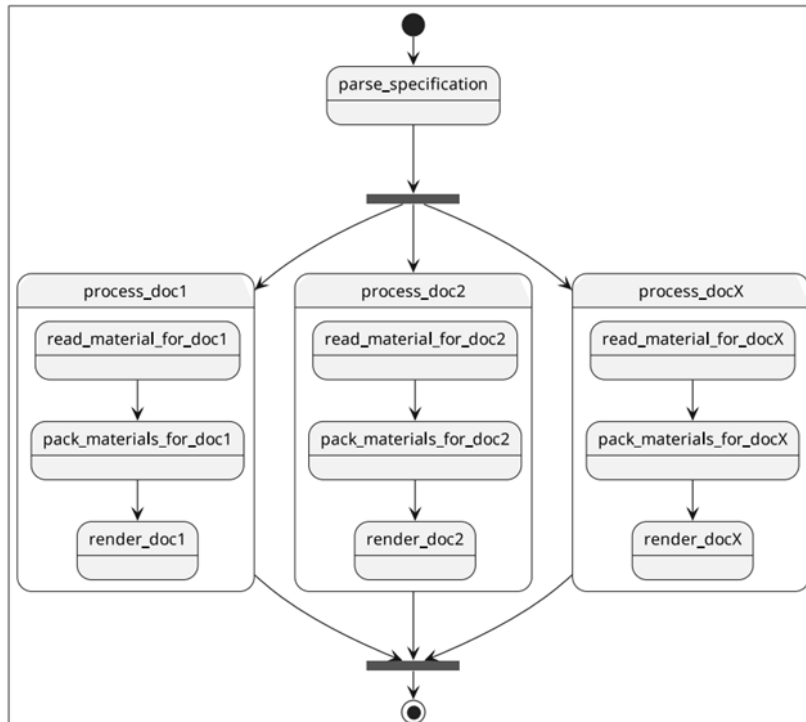 parse_specification
process_doc1
process_doc2
process_docX
read_material_for_doc1
read_material_for_doc2
read_material_for_docX
pack_materials_for_doc1
pack_materials_for_doc2
pack_materials_for_docX
render_doc1
render_doc2
render_docX